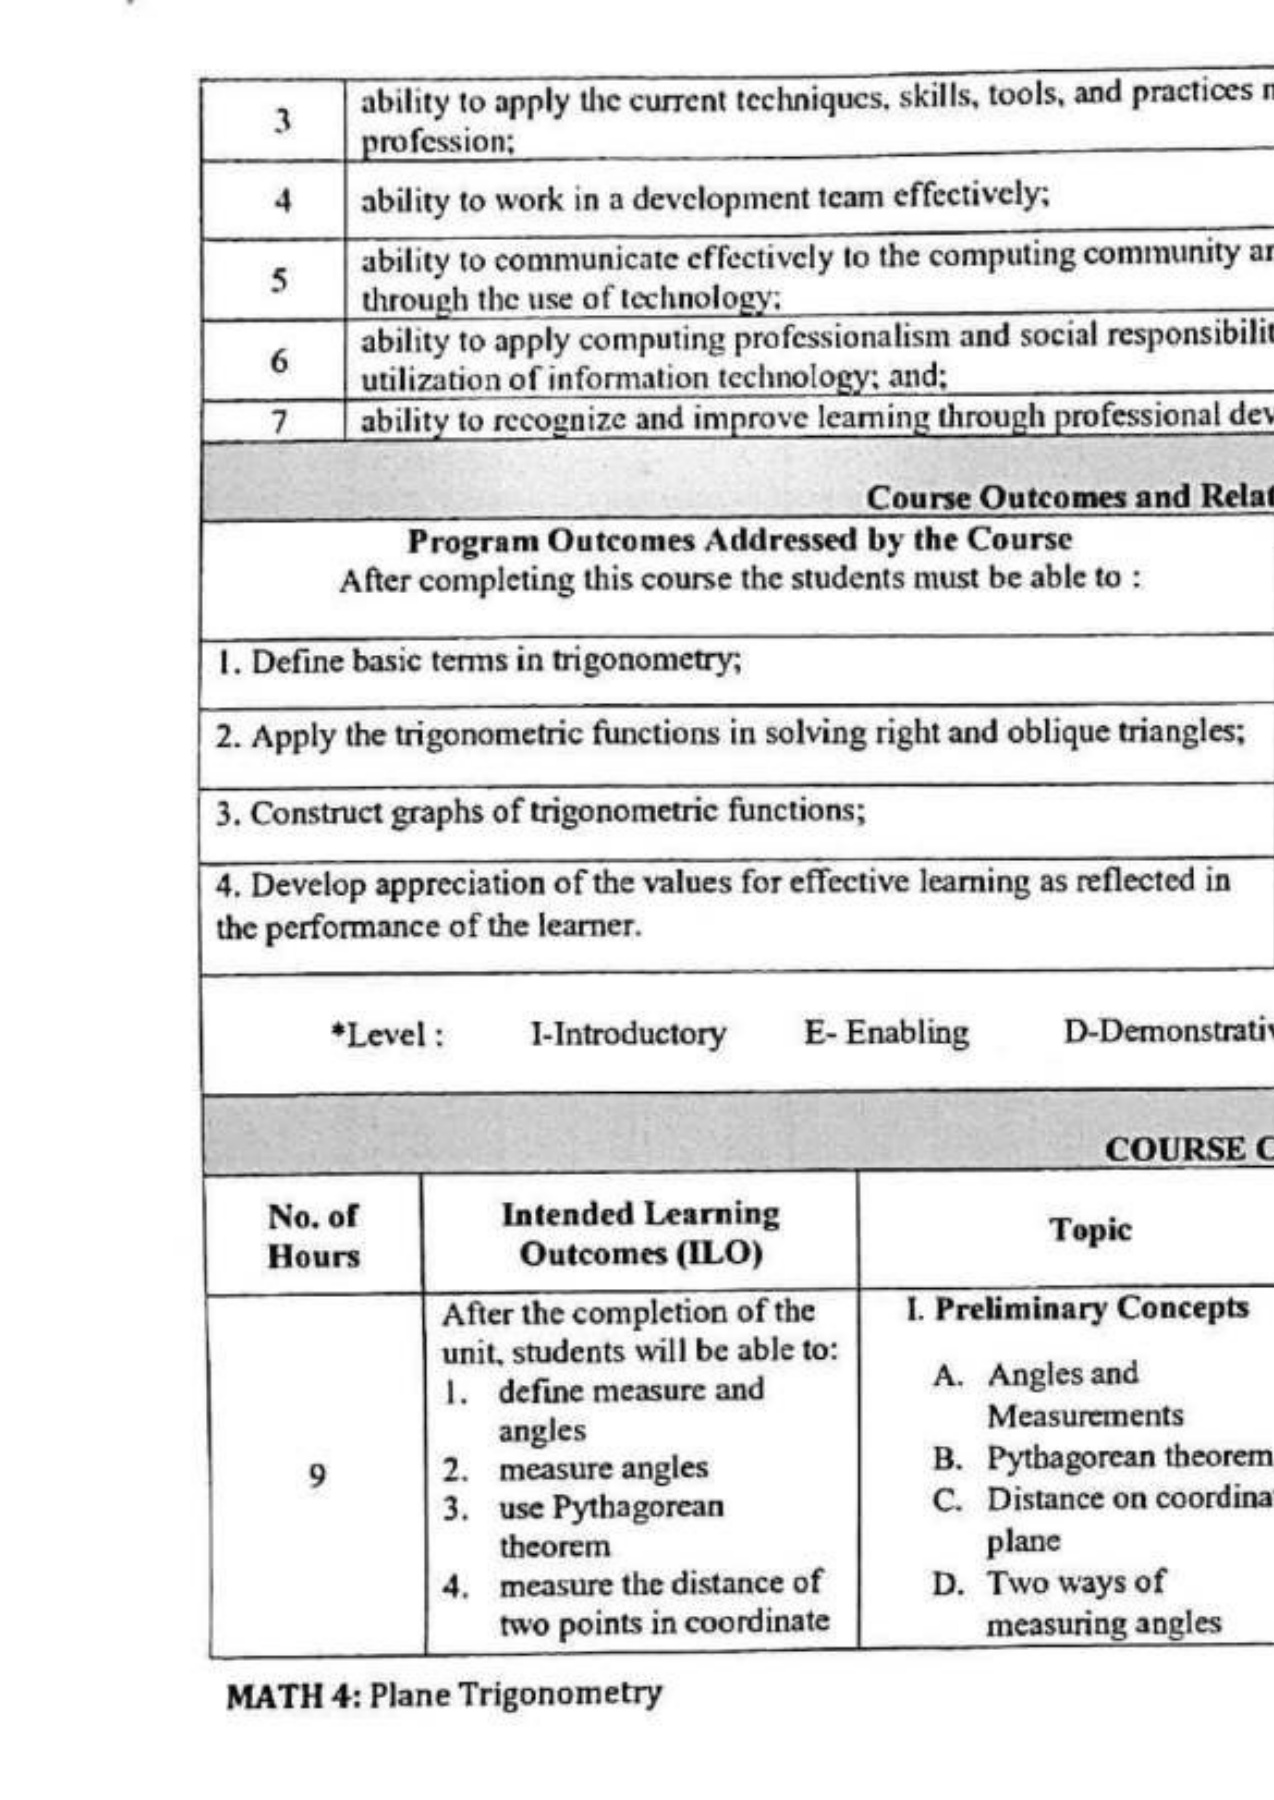 3
ability to apply the current techniques, skills, tools, and practices
profession;
4
ability to work in a development team effectively;
5
ability to communicate effectively to the computing community
through the use of technology;
6
ability to apply computing professionalism and social
utilization of information technology; and;
7
ability to recognize and improve learning through professional
Course Outcomes and
Program Outcomes Addressed by the Course
After completing this course the students must be able to :
1. Define basic terms in trigonometry;
2. Apply the trigonometric functions in solving right and oblique triangles;
3. Construct graphs of trigonometric functions;
4. Develop appreciation of the values for effective learning as reflected in
the performance of the learner.
*Level : I-Introductory E- Enabling
COURSE
No. of
Hours
Intended Learning
Outcomes (ILO)
Topic
9
After the completion of the
unit, students will be able to:
1. define measure and
angles
2. measure angles
3. use Pythagorean
theorem
4. measure the distance of
two points in coordinate
I. Preliminary Concepts
A. Angles and
Measurements
B. Pythagorean theorem
C. Distance on
plane
D. Two ways of
measuring angles
MATH 4: Plane Trigonometry